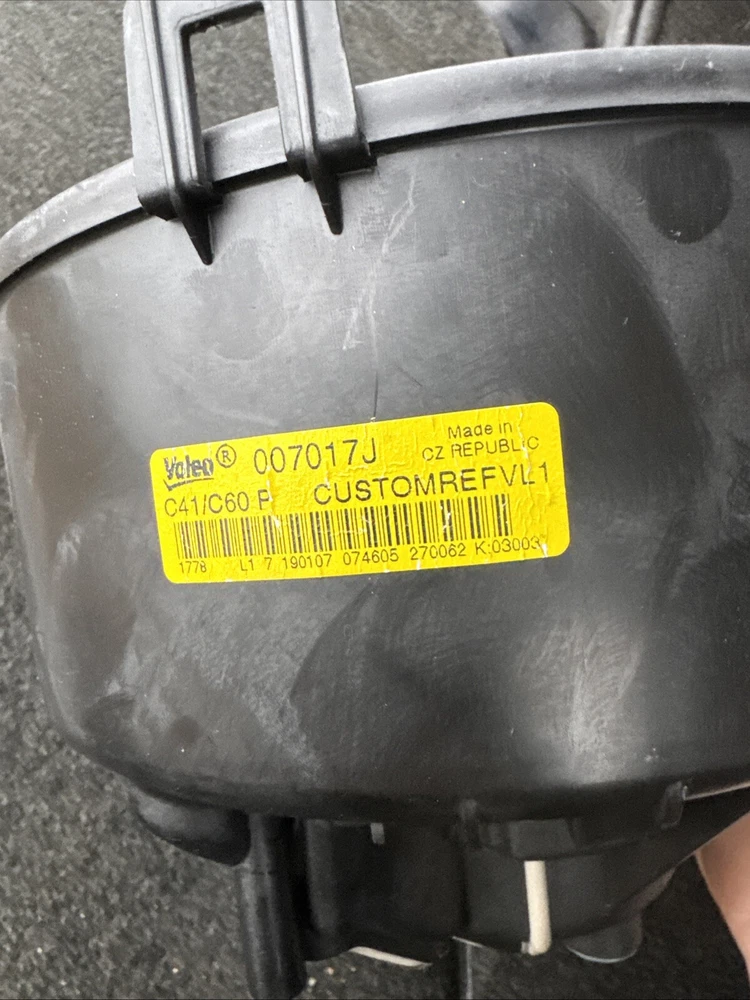 Valeo® 007017J Made in
CZ REPUBLIC
C41/C60 P CUSTOMREFVL1
1778 L1 7 190107 074605 270062 K:03003